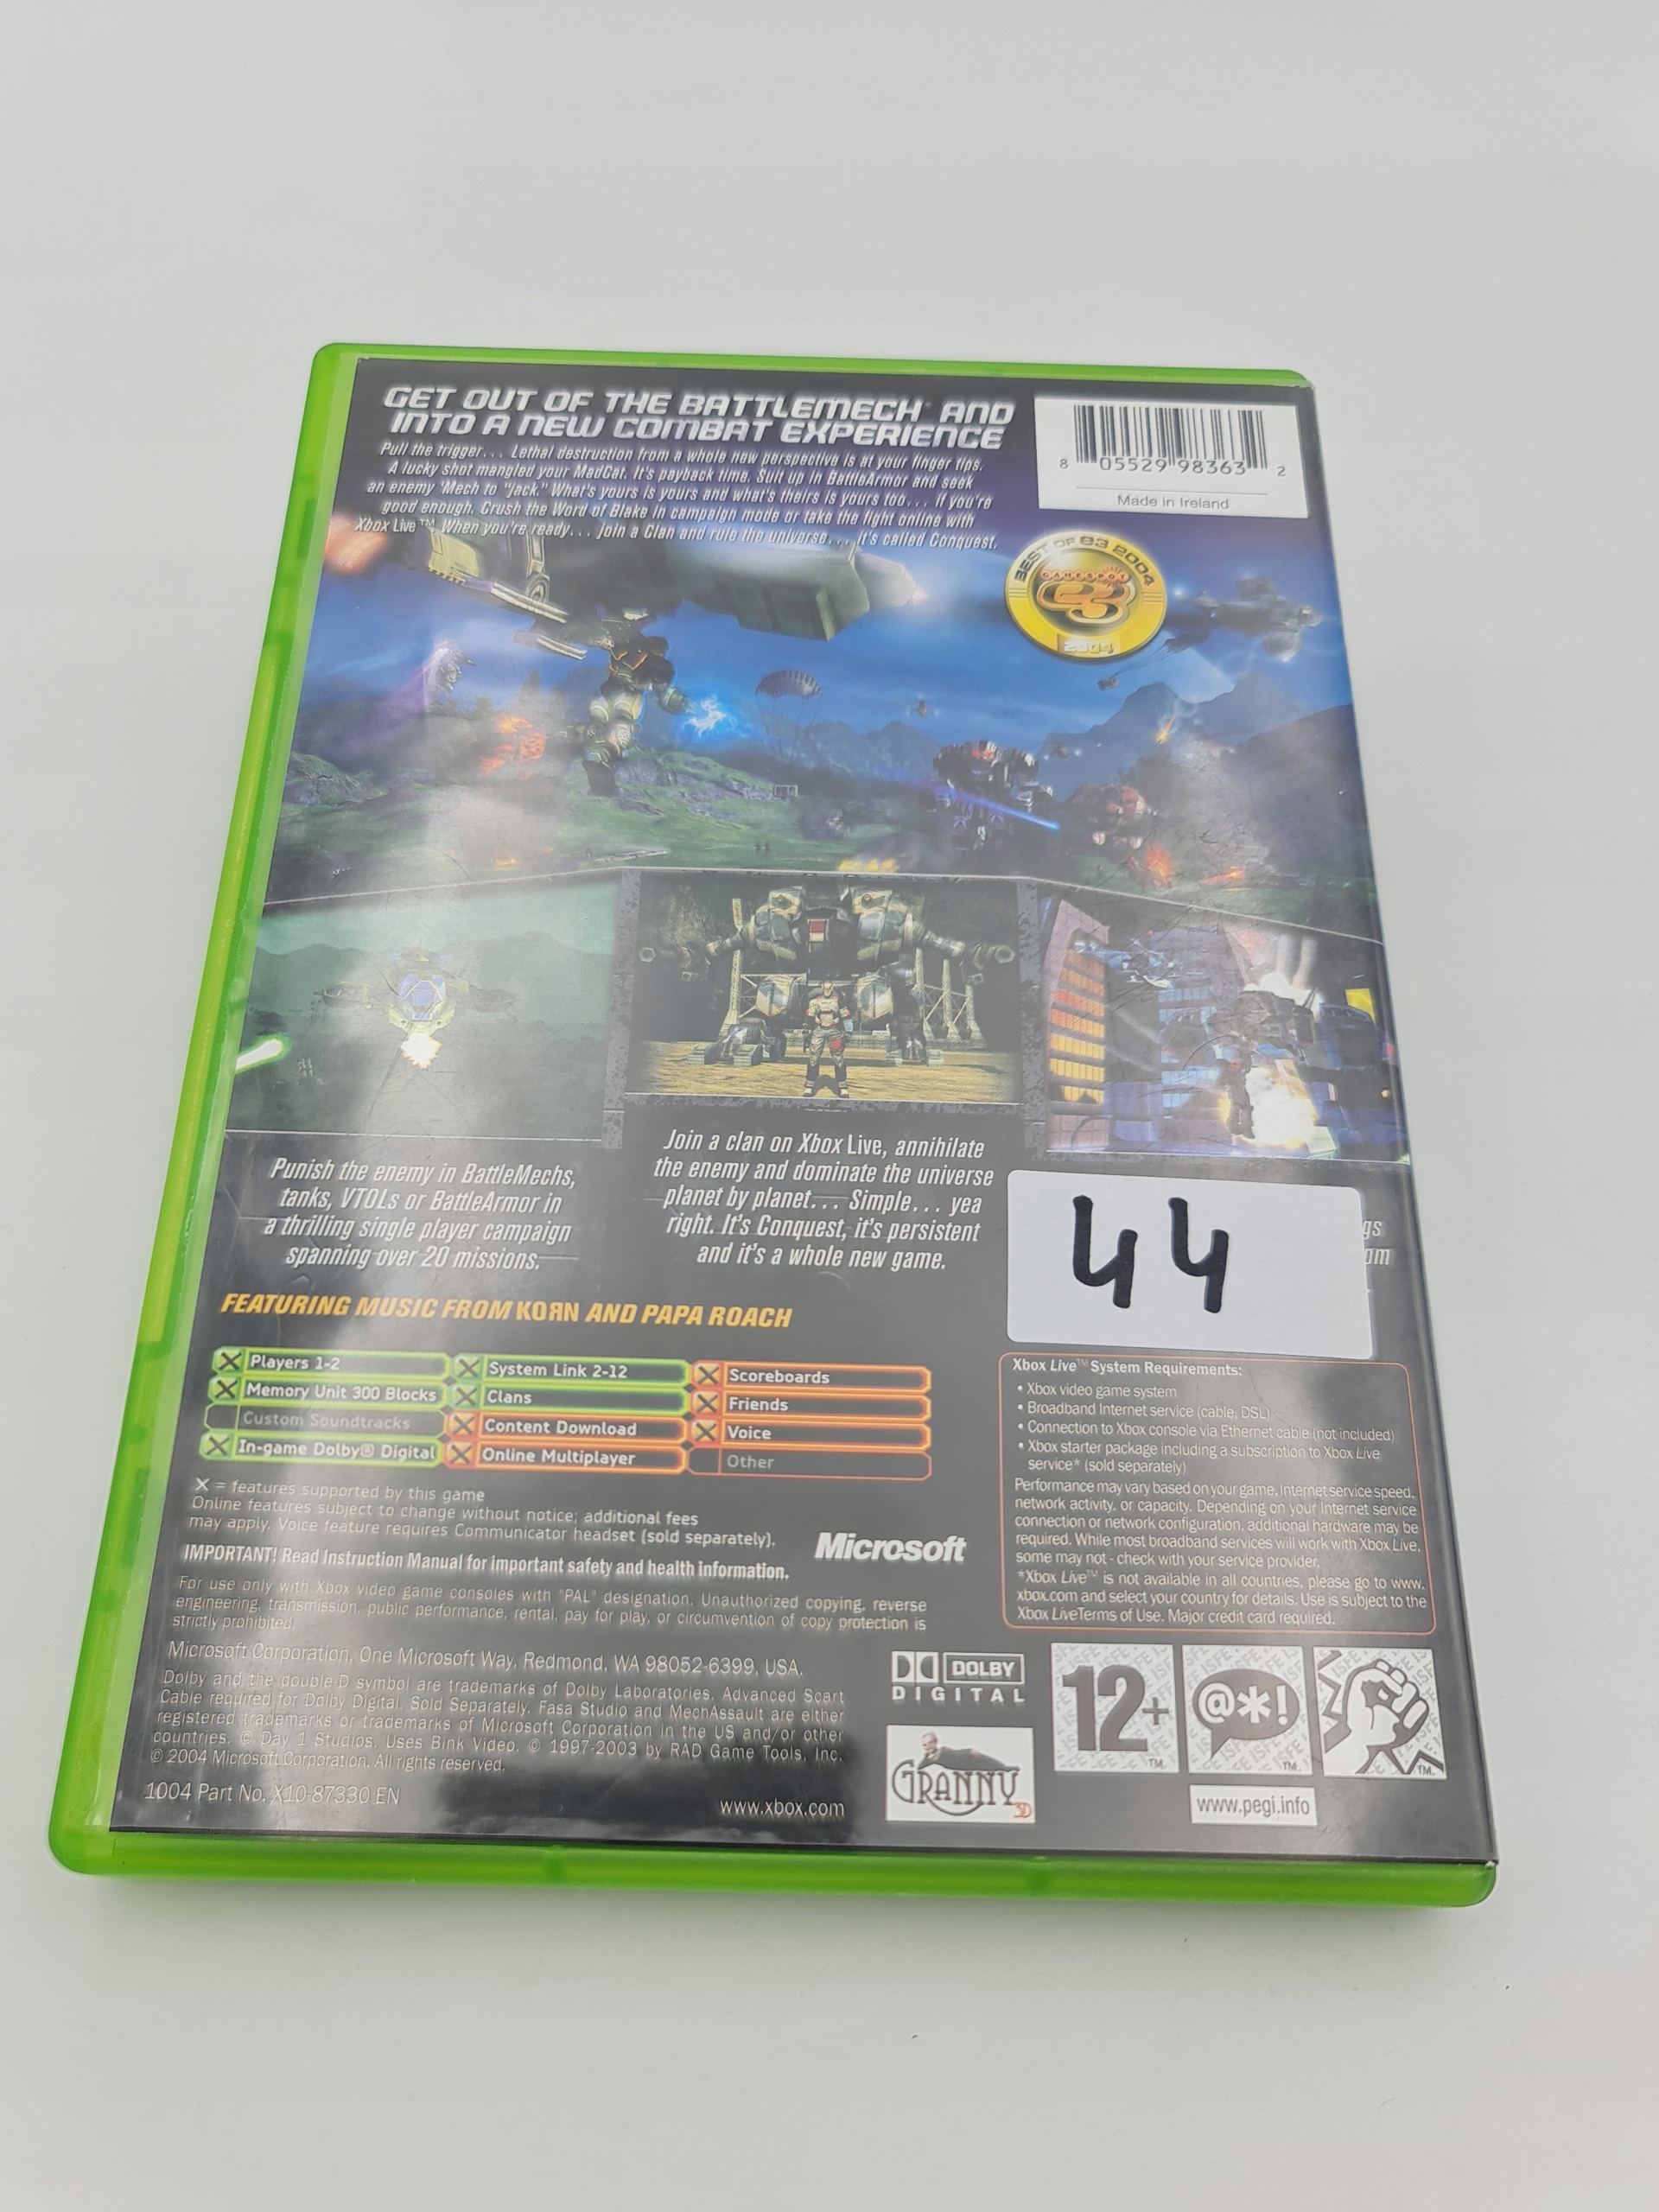 GET OUT OF THE BATTLEMECH® AND
INTO A NEW COMBAT EXPERIENCE
Pull the trigger... Lethal destruction from a whole new perspective is at your finger tips.
A lucky shot mangled your MadCat. It's payback time. Suit up in BattleArmor and seek
an enemy 'Mech to "jack." What's yours is yours and what's theirs is yours too... If you're
good enough. Crush the Word of Blake in campaign mode or take the fight online with
Xbox Live™. When you're ready... join a Clan and rule the universe... it's called Conquest.
8 05529 98363 2
Made in Ireland
BEST OF E3 2004
GAMESPOT
e3
2004
Punish the enemy in BattleMechs,
tanks, VTOLs or BattleArmor in
a thrilling single player campaign
spanning over 20 missions.
Join a clan on Xbox Live, annihilate
the enemy and dominate the universe
planet by planet... Simple... yea
right. It's Conquest, it's persistent
and it's a whole new game.
44
gs
om
FEATURING MUSIC FROM KOЯN AND PAPA ROACH
Players 1-2
Memory Unit 300 Blocks
Custom Soundtracks
In-game Dolby® Digital
System Link 2-12
Clans
Content Download
Online Multiplayer
Scoreboards
Friends
Voice
Other
X = features supported by this game
Online features subject to change without notice; additional fees
may apply. Voice feature requires Communicator headset (sold separately).
IMPORTANT! Read Instruction Manual for important safety and health information.
Microsoft
For use only with Xbox video game consoles with "PAL" designation. Unauthorized copying, reverse
engineering, transmission, public performance, rental, pay for play, or circumvention of copy protection is
strictly prohibited.
Microsoft Corporation, One Microsoft Way, Redmond, WA 98052-6399, USA.
Dolby and the double-D symbol are trademarks of Dolby Laboratories. Advanced Scart
Cable required for Dolby Digital. Sold Separately. Fasa Studio and MechAssault are either
registered trademarks or trademarks of Microsoft Corporation in the US and/or other
countries. © Day 1 Studios. Uses Bink Video. © 1997-2003 by RAD Game Tools, Inc.
© 2004 Microsoft Corporation. All rights reserved.
1004 Part No. X10-87330 EN
www.xbox.com
Xbox Live™ System Requirements:
• Xbox video game system
• Broadband Internet service (cable, DSL)
• Connection to Xbox console via Ethernet cable (not included)
• Xbox starter package including a subscription to Xbox Live
service* (sold separately)
Performance may vary based on your game, Internet service speed,
network activity, or capacity. Depending on your Internet service
connection or network configuration, additional hardware may be
required. While most broadband services will work with Xbox Live,
some may not - check with your service provider.
*Xbox Live™ is not available in all countries, please go to www.
xbox.com and select your country for details. Use is subject to the
Xbox LiveTerms of Use. Major credit card required.
DOLBY
DIGITAL
GRANNY
3D
12+
TM
@*!
TM
TM
www.pegi.info